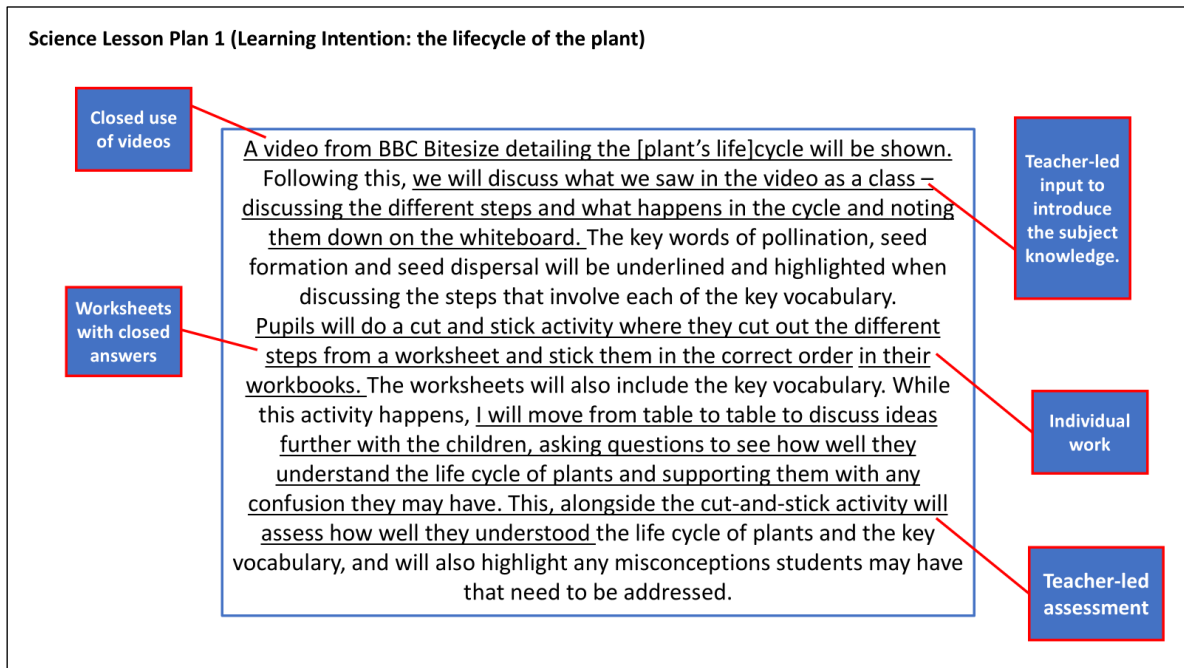 Science Lesson Plan 1 (Learning Intention: the lifecycle of the plant)
Closed use
of videos
A video from BBC Bitesize detailing the [plant’s life]cycle will be shown.
Following this, we will discuss what we saw in the video as a class –
discussing the different steps and what happens in the cycle and noting
them down on the whiteboard. The key words of pollination, seed
formation and seed dispersal will be underlined and highlighted when
discussing the steps that involve each of the key vocabulary.
Pupils will do a cut and stick activity where they cut out the different
steps from a worksheet and stick them in the correct order in their
workbooks. The worksheets will also include the key vocabulary. While
this activity happens, I will move from table to table to discuss ideas
further with the children, asking questions to see how well they
understand the life cycle of plants and supporting them with any
confusion they may have. This, alongside the cut-and-stick activity will
assess how well they understood the life cycle of plants and the key
vocabulary, and will also highlight any misconceptions students may have
that need to be addressed.
Teacher-led
input to
introduce
the subject
knowledge.
Worksheets
with closed
answers
Individual
work
Teacher-led
assessment